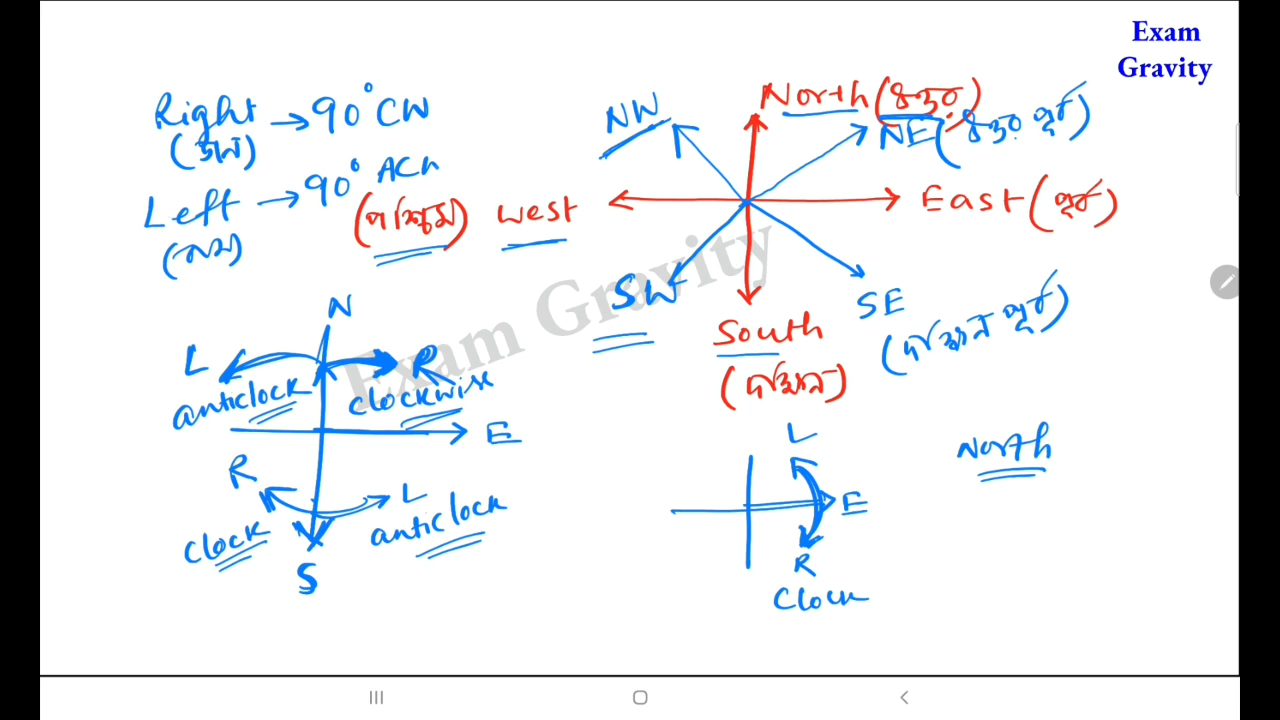 Exam
Gravity
Right → 90° CW
Left → 90° ACW
NW
North (উত্তর)
NE (উত্তর পূর্ব)
(পশ্চিম) West
East (পূর্ব)
SW
SE
South
(দক্ষিণ)
Exam Gravity
N
L
R
anticlock
clockwise
E
R
L
clock
anticlock
S
L
E
R
Clock
North